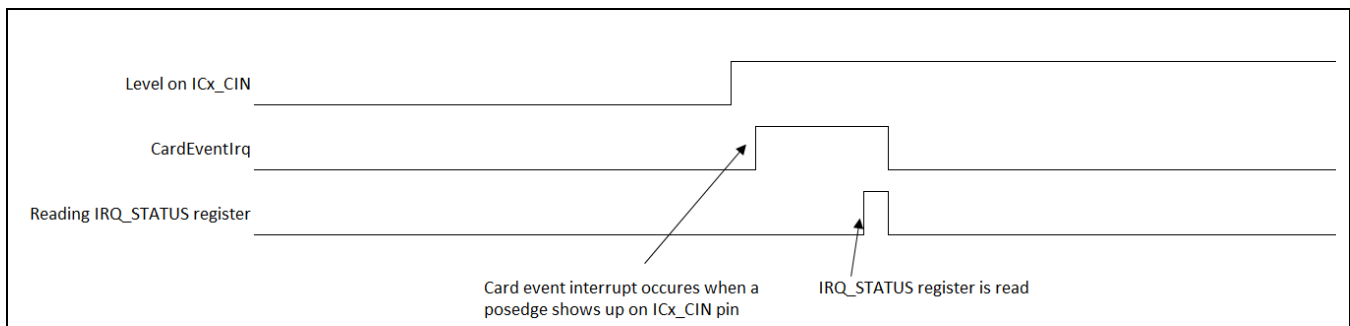 Level on ICx_CIN
CardEventIrq
Reading IRQ_STATUS register
Card event interrupt occures when a
posedge shows up on ICx_CIN pin
IRQ_STATUS register is read